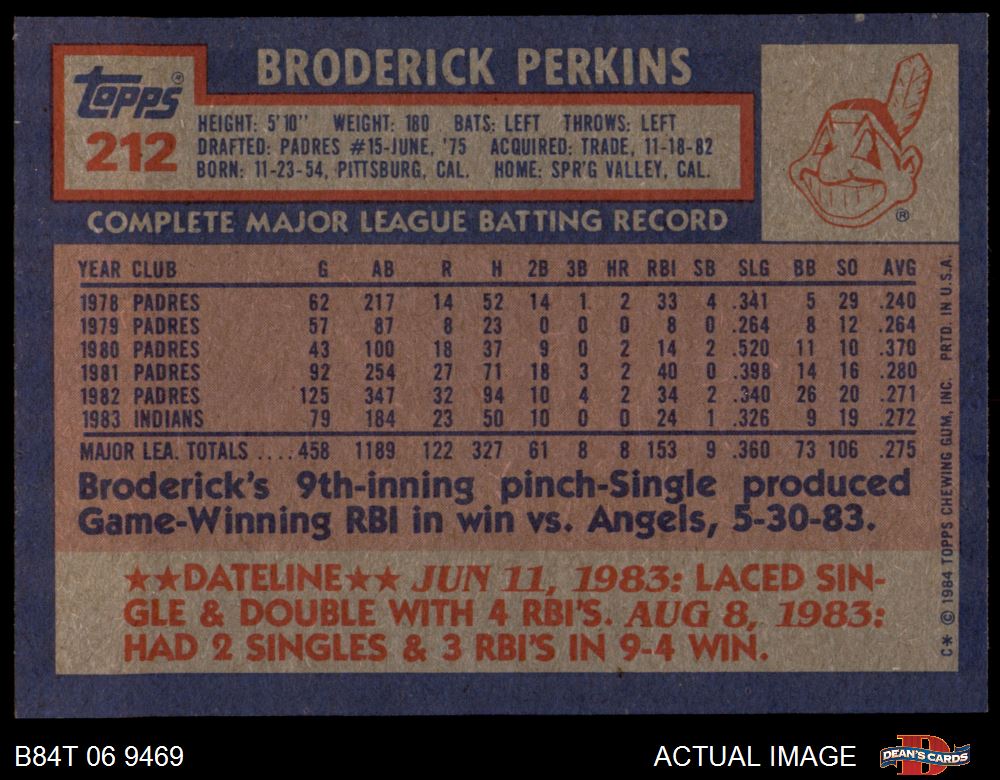 BRODERICK PERKINS
topps®
212
HEIGHT: 5'10" WEIGHT: 180 BATS: LEFT THROWS: LEFT
DRAFTED: PADRES #15-JUNE, '75 ACQUIRED: TRADE, 11-18-82
BORN: 11-23-54, PITTSBURG, CAL. HOME: SPR'G VALLEY, CAL.
®
COMPLETE MAJOR LEAGUE BATTING RECORD
YEAR CLUB G AB R H 2B 3B HR RBI SB SLG BB SO AVG
1978 PADRES 62 217 14 52 14 1 2 33 4 .341 5 29 .240
1979 PADRES 57 87 8 23 0 0 0 8 0 .264 8 12 .264
1980 PADRES 43 100 18 37 9 0 2 14 2 .520 11 10 .370
1981 PADRES 92 254 27 71 18 3 2 40 0 .398 14 16 .280
1982 PADRES 125 347 32 94 10 4 2 34 2 .340 26 20 .271
1983 INDIANS 79 184 23 50 10 0 0 24 1 .326 9 19 .272
MAJOR LEA. TOTALS ....458 1189 122 327 61 8 8 153 9 .360 73 106 .275
Broderick's 9th-inning pinch-Single produced
Game-Winning RBI in win vs. Angels, 5-30-83.
★★DATELINE★★ JUN 11, 1983: LACED SIN-
GLE & DOUBLE WITH 4 RBI'S. AUG 8, 1983:
HAD 2 SINGLES & 3 RBI'S IN 9-4 WIN.
C* © 1984 TOPPS CHEWING GUM, INC. PRTD. IN U.S.A.
B84T 06 9469
ACTUAL IMAGE
D
DEAN'S CARDS